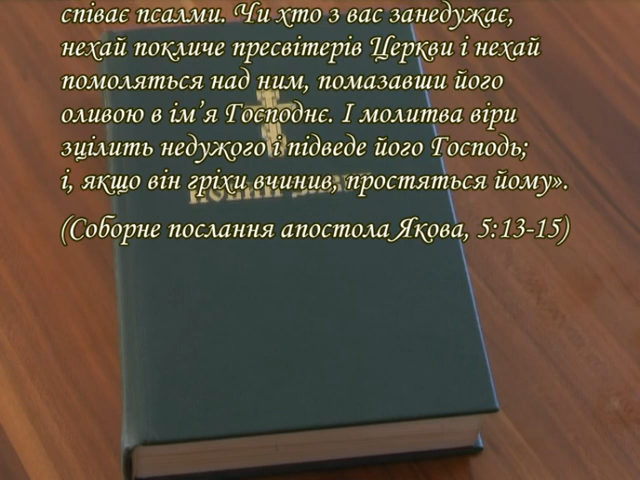 співає псалми. Чи хто з вас занедужає,
нехай покличе пресвітерів Церкви і нехай
помоляться над ним, помазавши його
оливою в ім’я Господнє. І молитва віри
зцілить недужого і підведе його Господь;
і, якщо він гріхи вчинив, простяться йому».
(Соборне послання апостола Якова, 5:13-15)